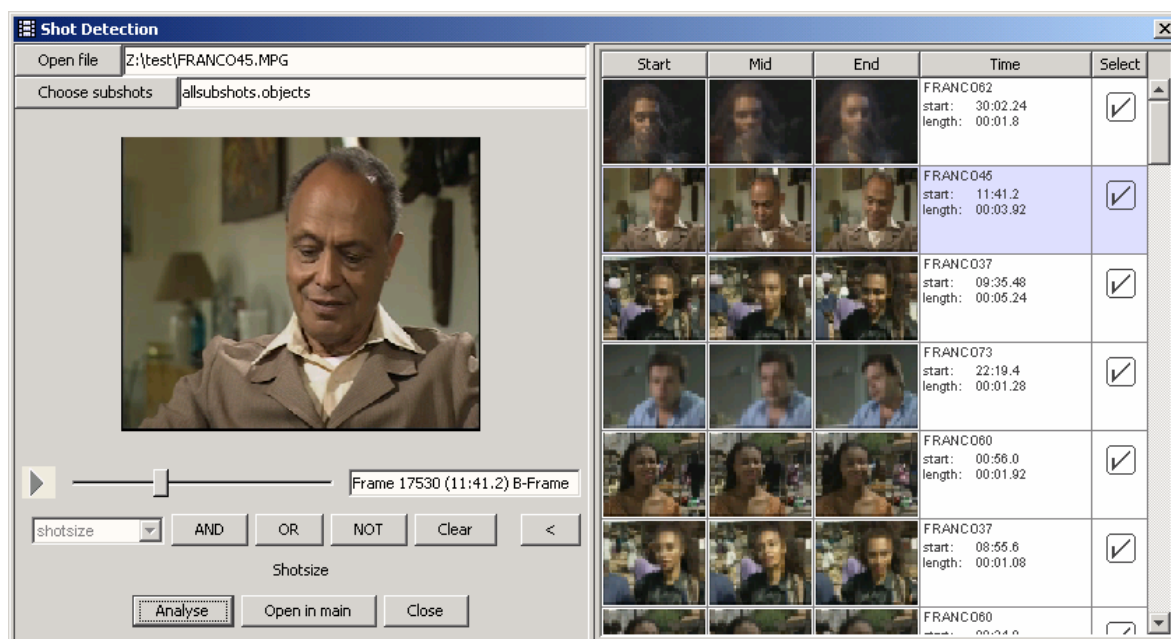 Shot Detection
Open file Z:\test\FRANCO45.MPG
Choose subshots allsubshots.objects
Frame 17530 (11:41.2) B-Frame
shotsize AND OR NOT Clear <
Shotsize
Analyse Open in main Close
Start Mid End Time Select
FRANCO62
start: 30:02.24
length: 00:01.8
FRANCO45
start: 11:41.2
length: 00:03.92
FRANCO37
start: 09:35.48
length: 00:05.24
FRANCO73
start: 22:19.4
length: 00:01.28
FRANCO60
start: 00:56.0
length: 00:01.92
FRANCO37
start: 08:55.6
length: 00:01.08
FRANCO60